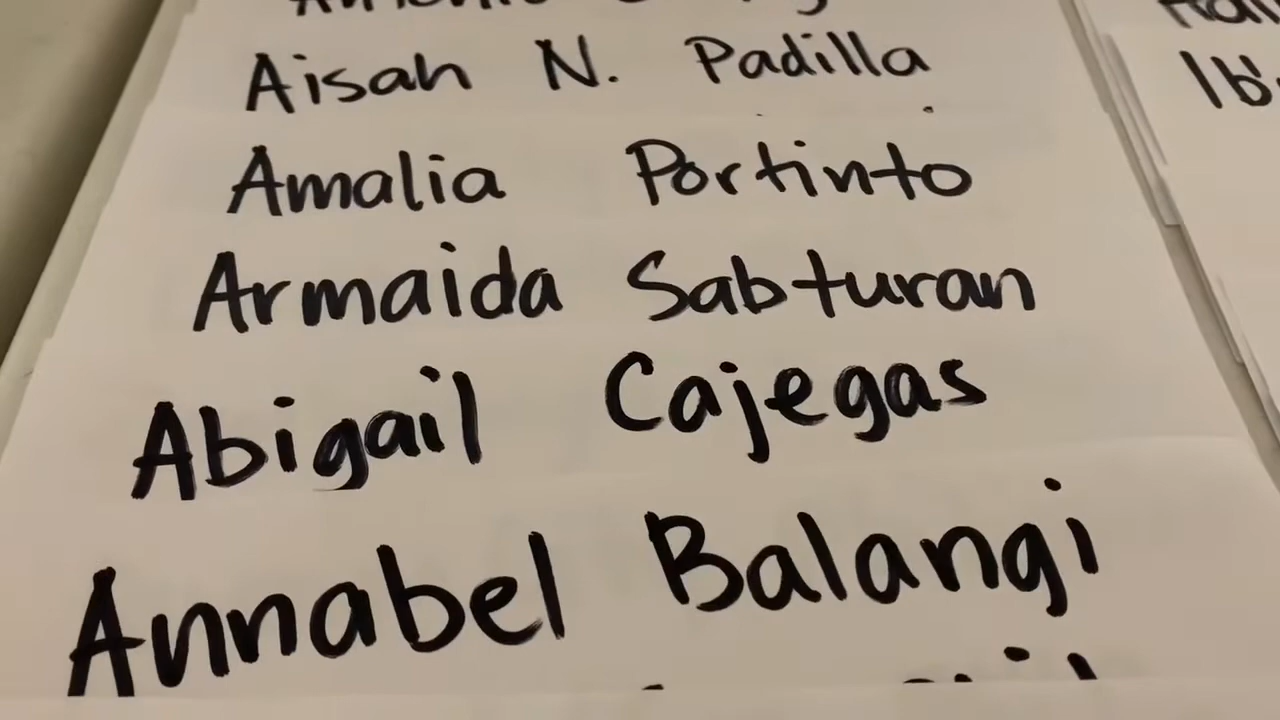 Aisah N. Padilla
Amalia Portinto
Armaida Sabturan
Abigail Cajegas
Annabel Balangi